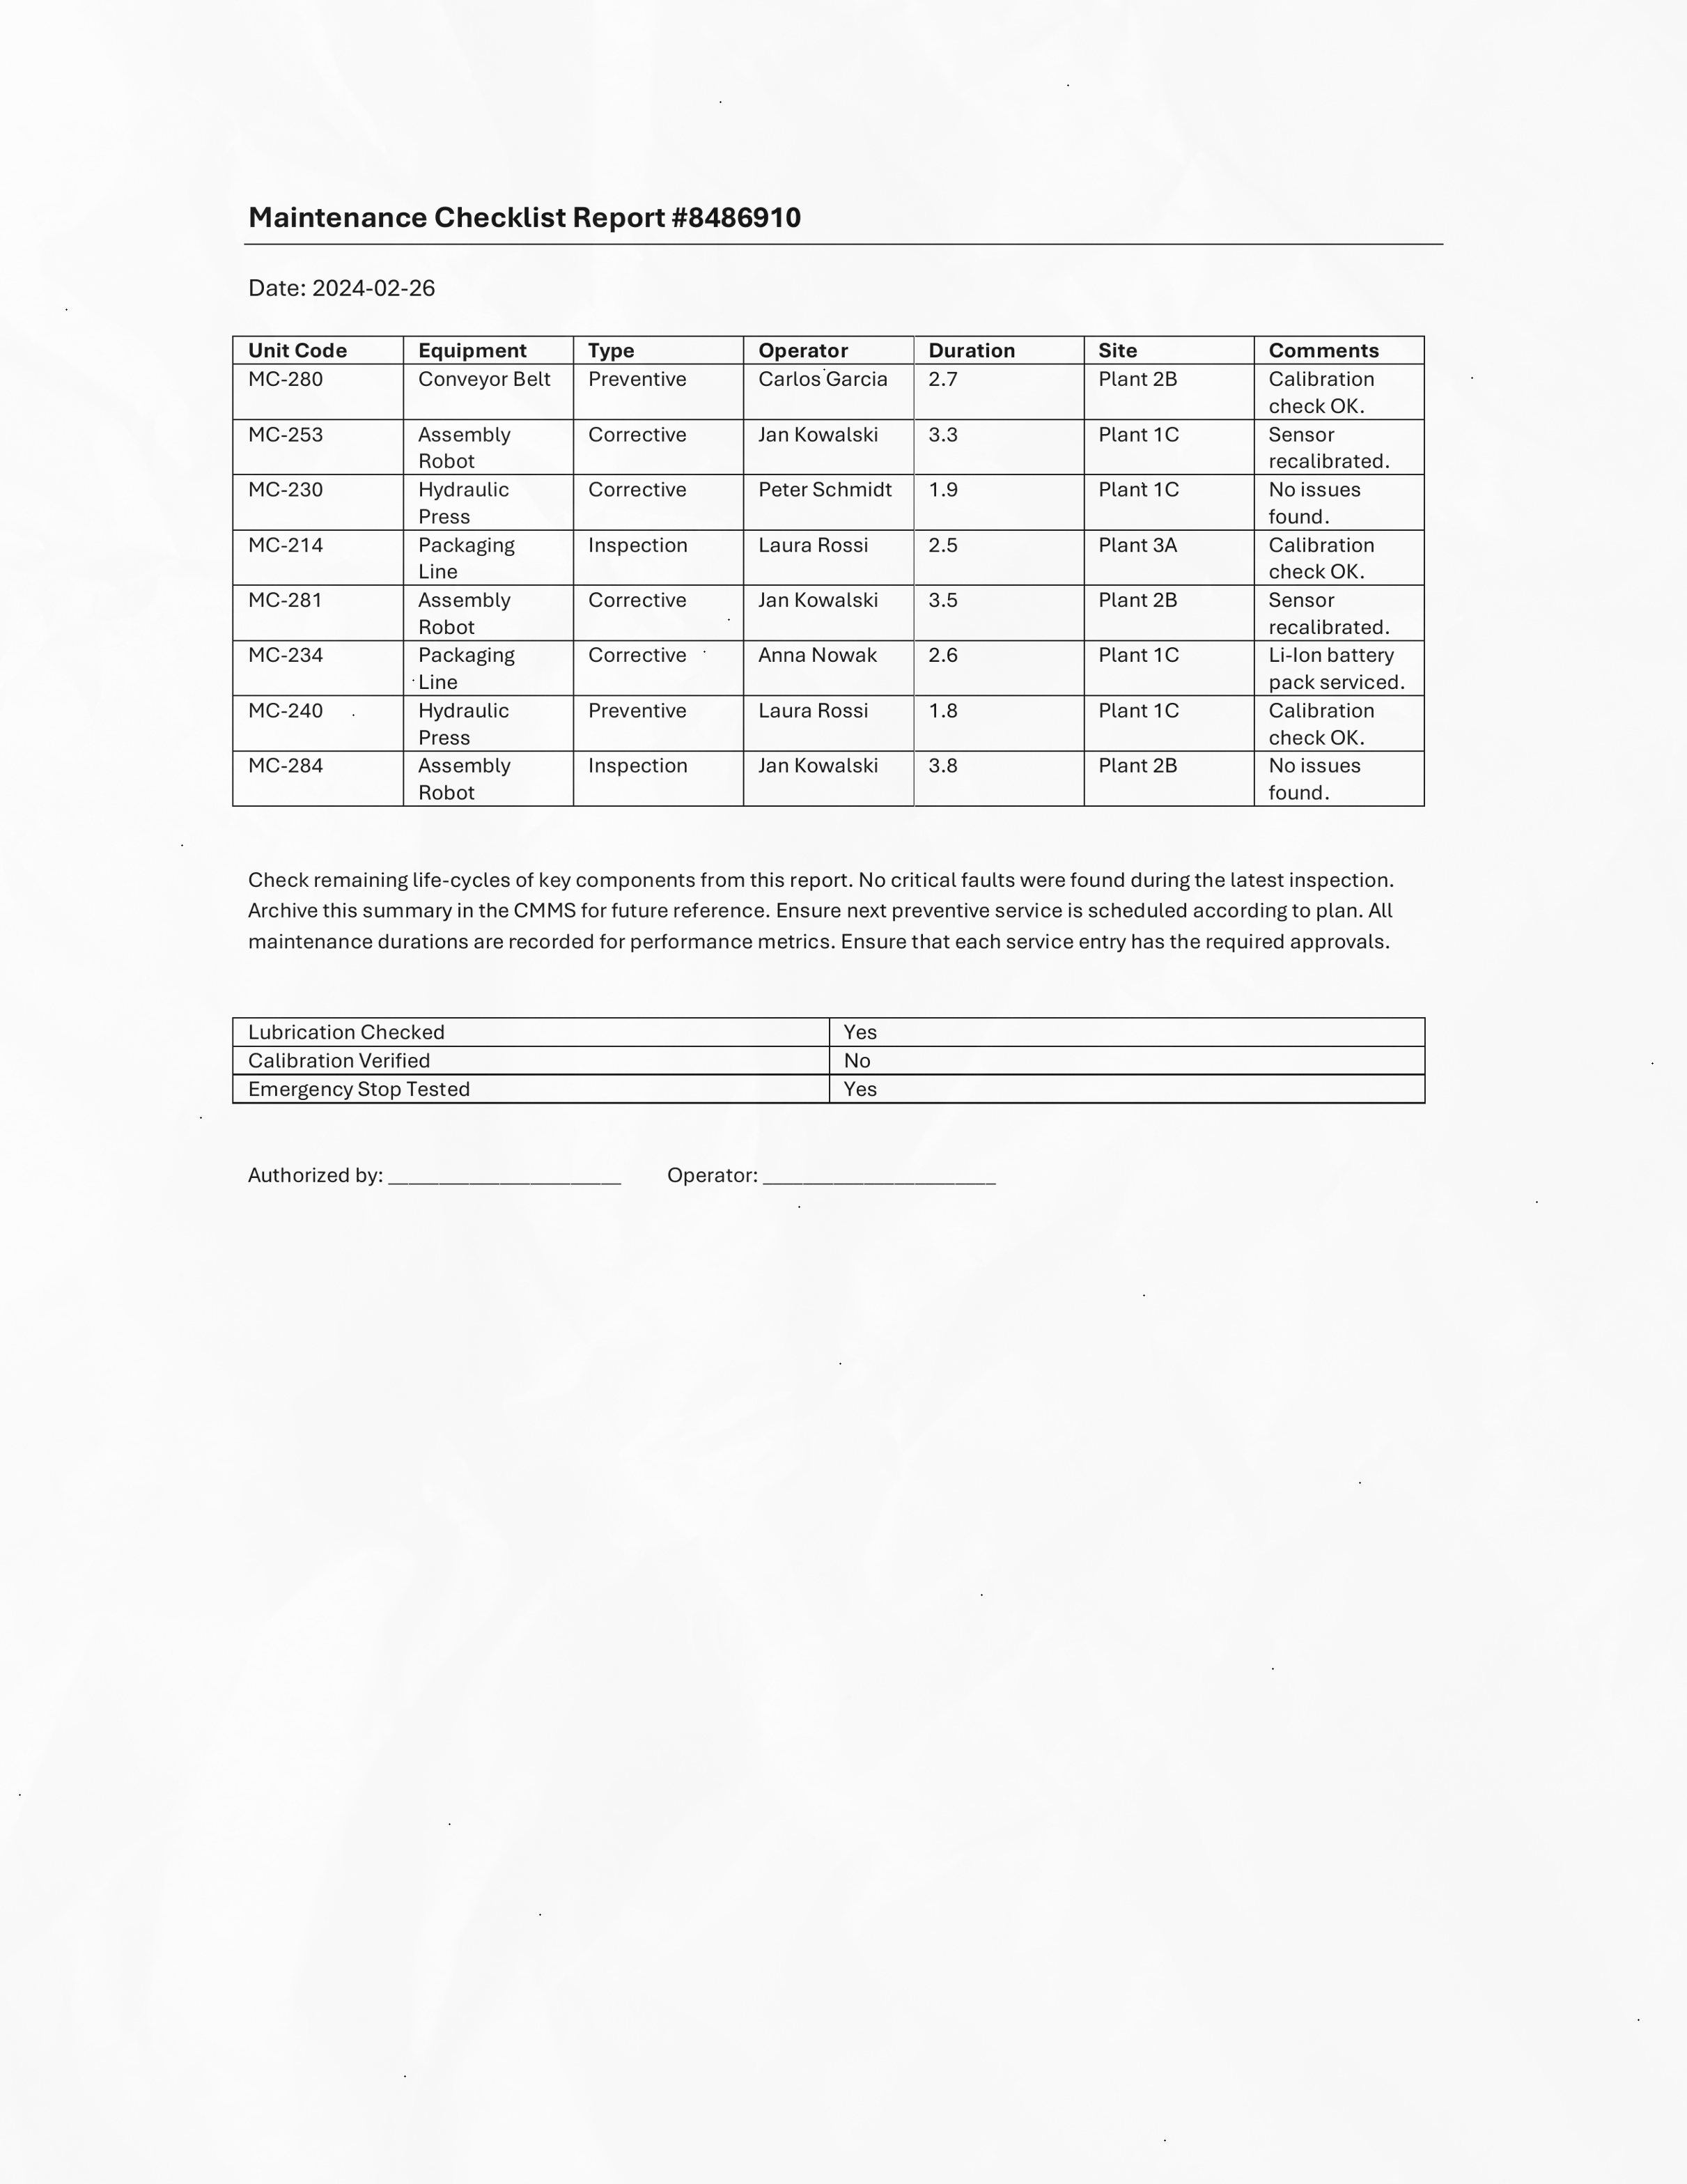 Maintenance Checklist Report #8486910
Date: 2024-02-26
Unit Code Equipment Type Operator Duration Site Comments
MC-280 Conveyor Belt Preventive Carlos Garcia 2.7 Plant 2B Calibration
check OK.
MC-253 Assembly Corrective Jan Kowalski 3.3 Plant 1C Sensor
Robot recalibrated.
MC-230 Hydraulic Corrective Peter Schmidt 1.9 Plant 1C No issues
Press found.
MC-214 Packaging Inspection Laura Rossi 2.5 Plant 3A Calibration
Line check OK.
MC-281 Assembly Corrective Jan Kowalski 3.5 Plant 2B Sensor
Robot recalibrated.
MC-234 Packaging Corrective Anna Nowak 2.6 Plant 1C Li-Ion battery
Line pack serviced.
MC-240 Hydraulic Preventive Laura Rossi 1.8 Plant 1C Calibration
Press check OK.
MC-284 Assembly Inspection Jan Kowalski 3.8 Plant 2B No issues
Robot found.
Check remaining life-cycles of key components from this report. No critical faults were found during the latest inspection.
Archive this summary in the CMMS for future reference. Ensure next preventive service is scheduled according to plan. All
maintenance durations are recorded for performance metrics. Ensure that each service entry has the required approvals.
Lubrication Checked Yes
Calibration Verified No
Emergency Stop Tested Yes
Authorized by: _______________________ Operator: _______________________